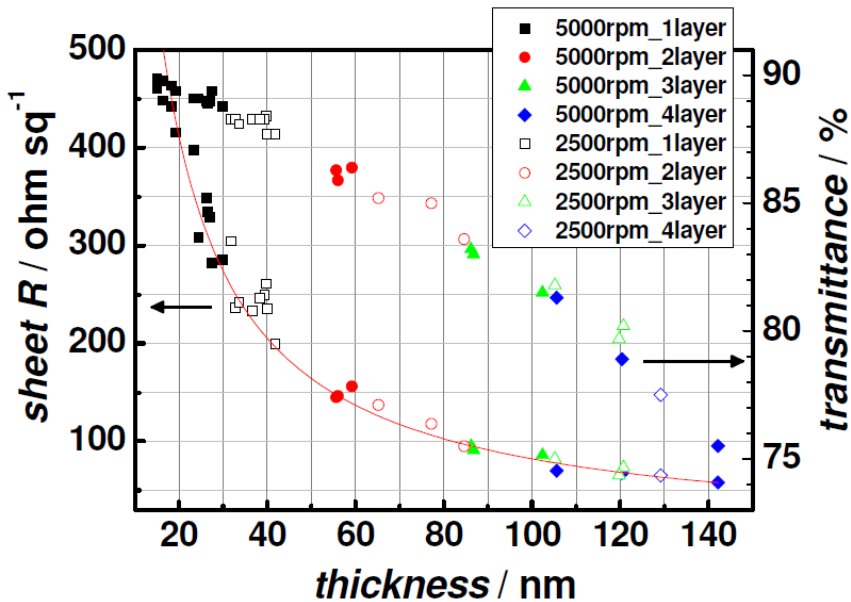 5000rpm_1layer
5000rpm_2layer
5000rpm_3layer
5000rpm_4layer
2500rpm_1layer
2500rpm_2layer
2500rpm_3layer
2500rpm_4layer
500
400
300
200
100
sheet R / ohm sq⁻¹
90
85
80
75
transmittance / %
20 40 60 80 100 120 140
thickness / nm